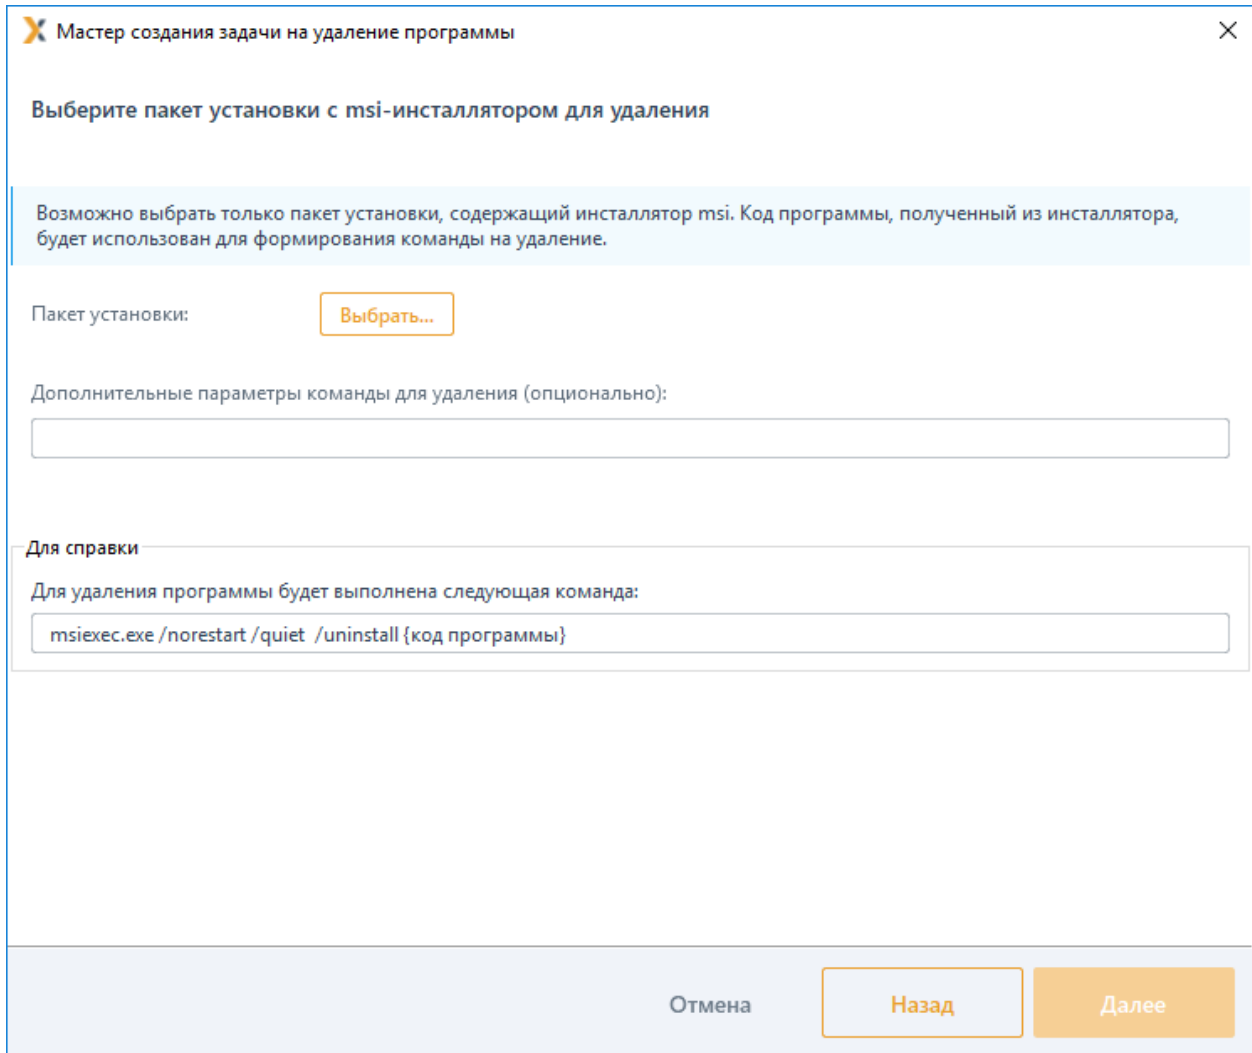 Мастер создания задачи на удаление программы
Выберите пакет установки с msi-инсталлятором для удаления
Возможно выбрать только пакет установки, содержащий инсталлятор msi. Код программы, полученный из инсталлятора,
будет использован для формирования команды на удаление.
Пакет установки:
Выбрать...
Дополнительные параметры команды для удаления (опционально):
Для справки
Для удаления программы будет выполнена следующая команда:
msiexec.exe /norestart /quiet  /uninstall {код программы}
Отмена
Назад
Далее